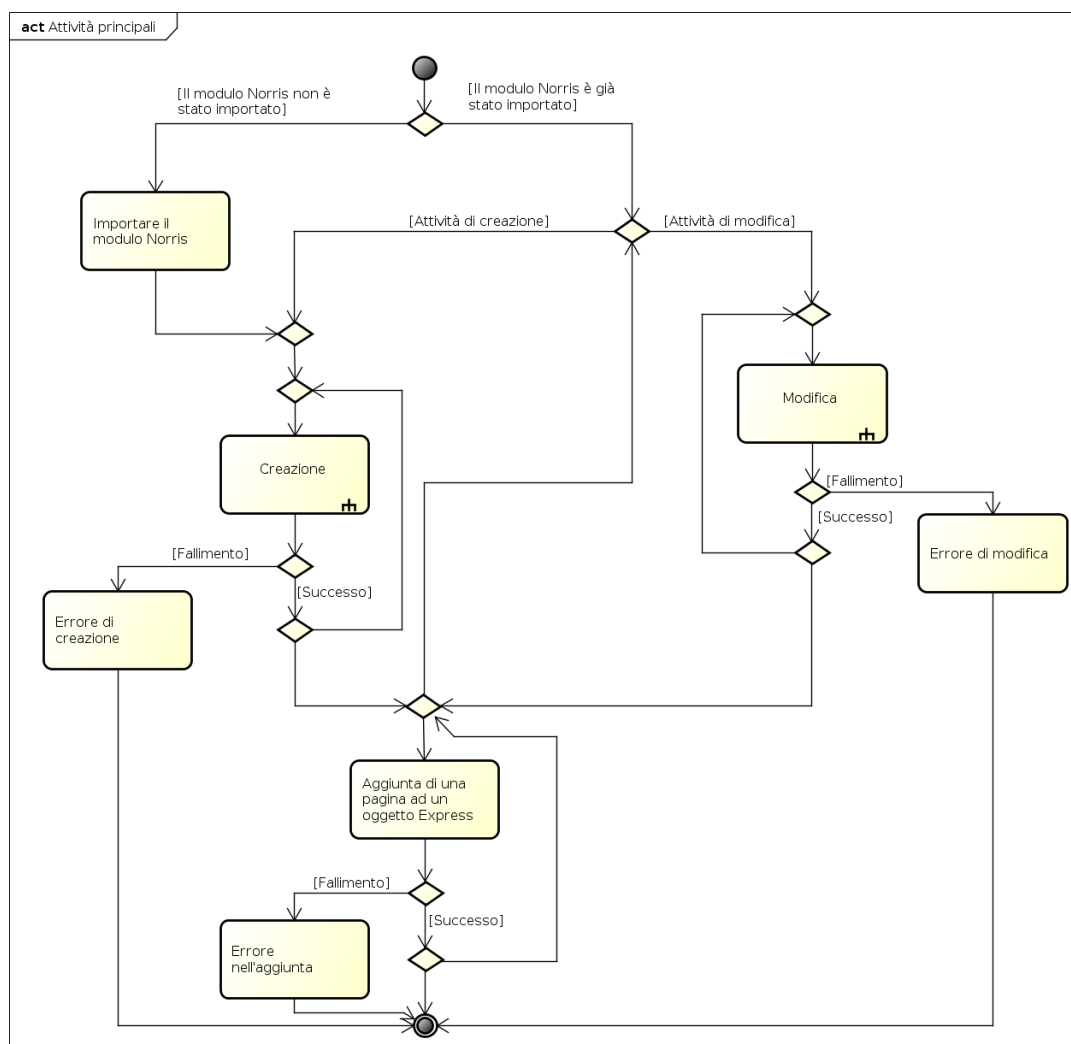 act Attività principali
[Il modulo Norris non è
stato importato]
[Il modulo Norris è già
stato importato]
Importare il
modulo Norris
[Attività di creazione]
[Attività di modifica]
Modifica
Creazione
[Fallimento]
[Successo]
Errore di modifica
[Fallimento]
[Successo]
Errore di
creazione
Aggiunta di una
pagina ad un
oggetto Express
[Fallimento]
[Successo]
Errore
nell'aggiunta